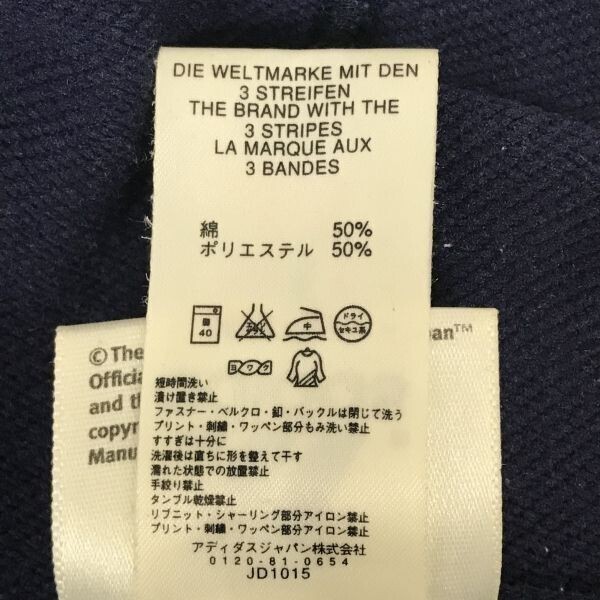 DIE WELTMARKE MIT DEN
3 STREIFEN
THE BRAND WITH THE
3 STRIPES
LA MARQUE AUX
3 BANDES
綿 50%
ポリエステル 50%
40
中
ドライ
セキユ系
ヨワク
短時間洗い
漬け置き禁止
ファスナー・ベルクロ・釦・バックルは閉じて洗う
プリント・刺繍・ワッペン部分もみ洗い禁止
すすぎは十分に
洗濯後は直ちに形を整えて干す
濡れた状態での放置禁止
手絞り禁止
タンブル乾燥禁止
リブニット・シャーリング部分アイロン禁止
プリント・刺繍・ワッペン部分アイロン禁止
アディダスジャパン株式会社
0120-81-0654
JD1015
©The
Officia
and th
copyr
Manu
pan™